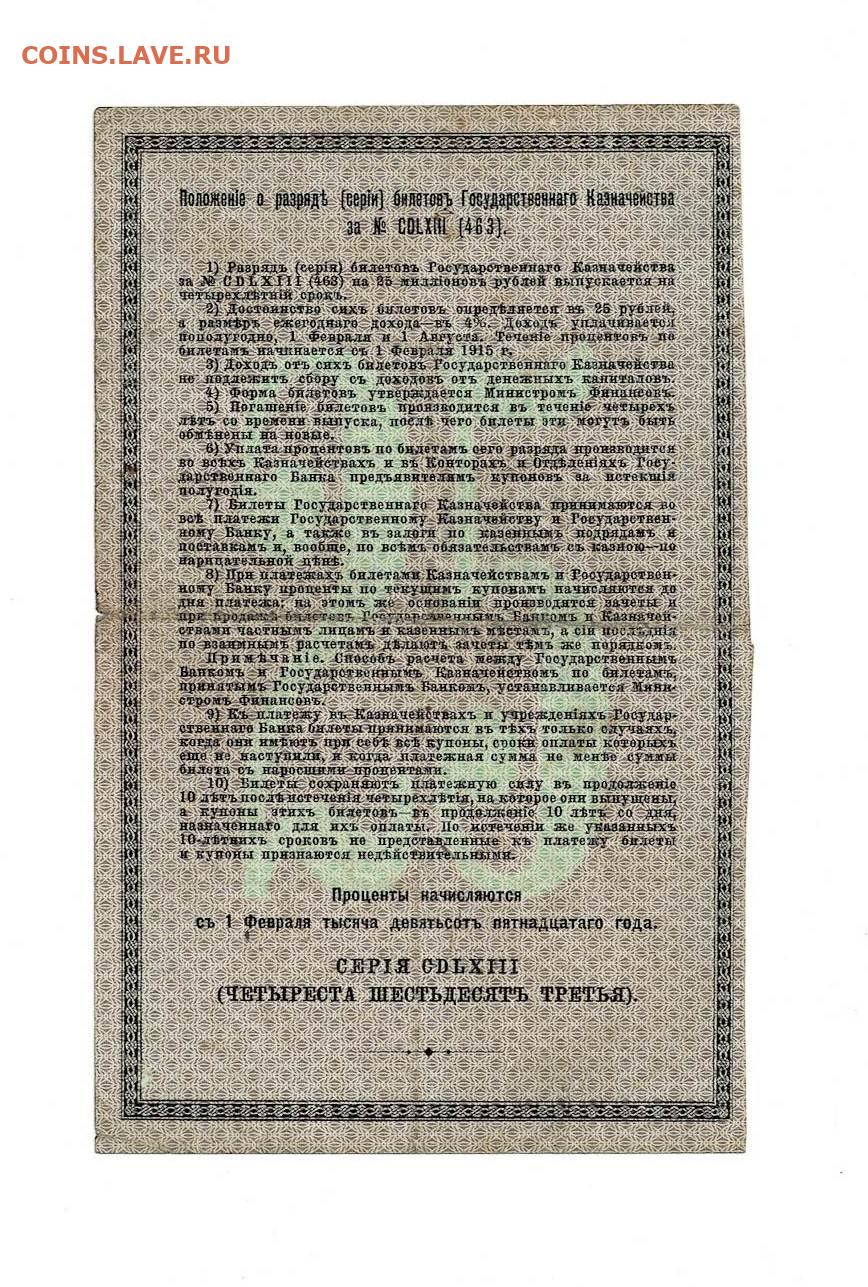 COINS.LAVE.RU
Положеніе о разрядѣ (серіи) билетовъ Государственнаго Казначейства
за № CDLXIII (463).
1) Разрядъ (серія) билетовъ Государственнаго Казначейства
за № CDLXIII (463) на 25 милліоновъ рублей выпускается на
четырехлѣтній срокъ.
2) Достоинство сихъ билетовъ опредѣляется въ 25 рублей,
а размѣръ ежегоднаго дохода—въ 4%. Доходъ уплачивается
пополугодно, 1 Февраля и 1 Августа. Теченіе процентовъ по
билетамъ начинается съ 1 Февраля 1915 г.
3) Доходъ отъ сихъ билетовъ Государственнаго Казначейства
не подлежитъ сбору съ доходовъ отъ денежныхъ капиталовъ.
4) Форма билетовъ утверждается Министромъ Финансовъ.
5) Погашеніе билетовъ производится въ теченіе четырехъ
лѣтъ со времени выпуска, послѣ чего билеты эти могутъ быть
обмѣнены на новые.
6) Уплата процентовъ по билетамъ сего разряда производится
во всѣхъ Казначействахъ и въ Конторахъ и Отдѣленіяхъ Госу-
дарственнаго Банка предъявителямъ купоновъ за истекшія
полугодія.
7) Билеты Государственнаго Казначейства принимаются во
всѣ платежи Государственному Казначейству и Государствен-
ному Банку, а также въ залоги по казеннымъ подрядамъ и
поставкамъ и, вообще, по всѣмъ обязательствамъ съ казною—по
нарицательной цѣнѣ.
8) При платежахъ билетами Казначействамъ и Государствен-
ному Банку проценты по текущимъ купонамъ начисляются до
дня платежа; на этомъ же основаніи производятся зачеты и
при продажѣ билетовъ Государственнымъ Банкомъ и Казначей-
ствами частнымъ лицамъ и казеннымъ мѣстамъ, а сіи послѣднія
по взаимнымъ расчетамъ дѣлаютъ зачеты тѣмъ же порядкомъ.
Примѣчаніе. Способъ расчета между Государственнымъ
Банкомъ и Государственнымъ Казначействомъ по билетамъ,
принятымъ Государственнымъ Банкомъ, устанавливается Мини-
стромъ Финансовъ.
9) Къ платежу въ Казначействахъ и учрежденіяхъ Государ-
ственнаго Банка билеты принимаются въ тѣхъ только случаяхъ,
когда они имѣютъ при себѣ всѣ купоны, сроки оплаты которыхъ
еще не наступили, и когда платежная сумма не менѣе суммы
билета съ наросшими процентами.
10) Билеты сохраняютъ платежную силу въ продолженіе
10 лѣтъ послѣ истеченія четырехлѣтія, на которое они выпущены,
а купоны этихъ билетовъ—въ продолженіе 10 лѣтъ со дня,
назначеннаго для ихъ оплаты. По истеченіи же указанныхъ
10-лѣтнихъ сроковъ не представленные къ платежу билеты
и купоны признаются недѣйствительными.
Проценты начисляются
съ 1 Февраля тысяча девятьсотъ пятнадцатаго года.
СЕРІЯ CDLXIII
(ЧЕТЫРЕСТА ШЕСТЬДЕСЯТЪ ТРЕТЬЯ).